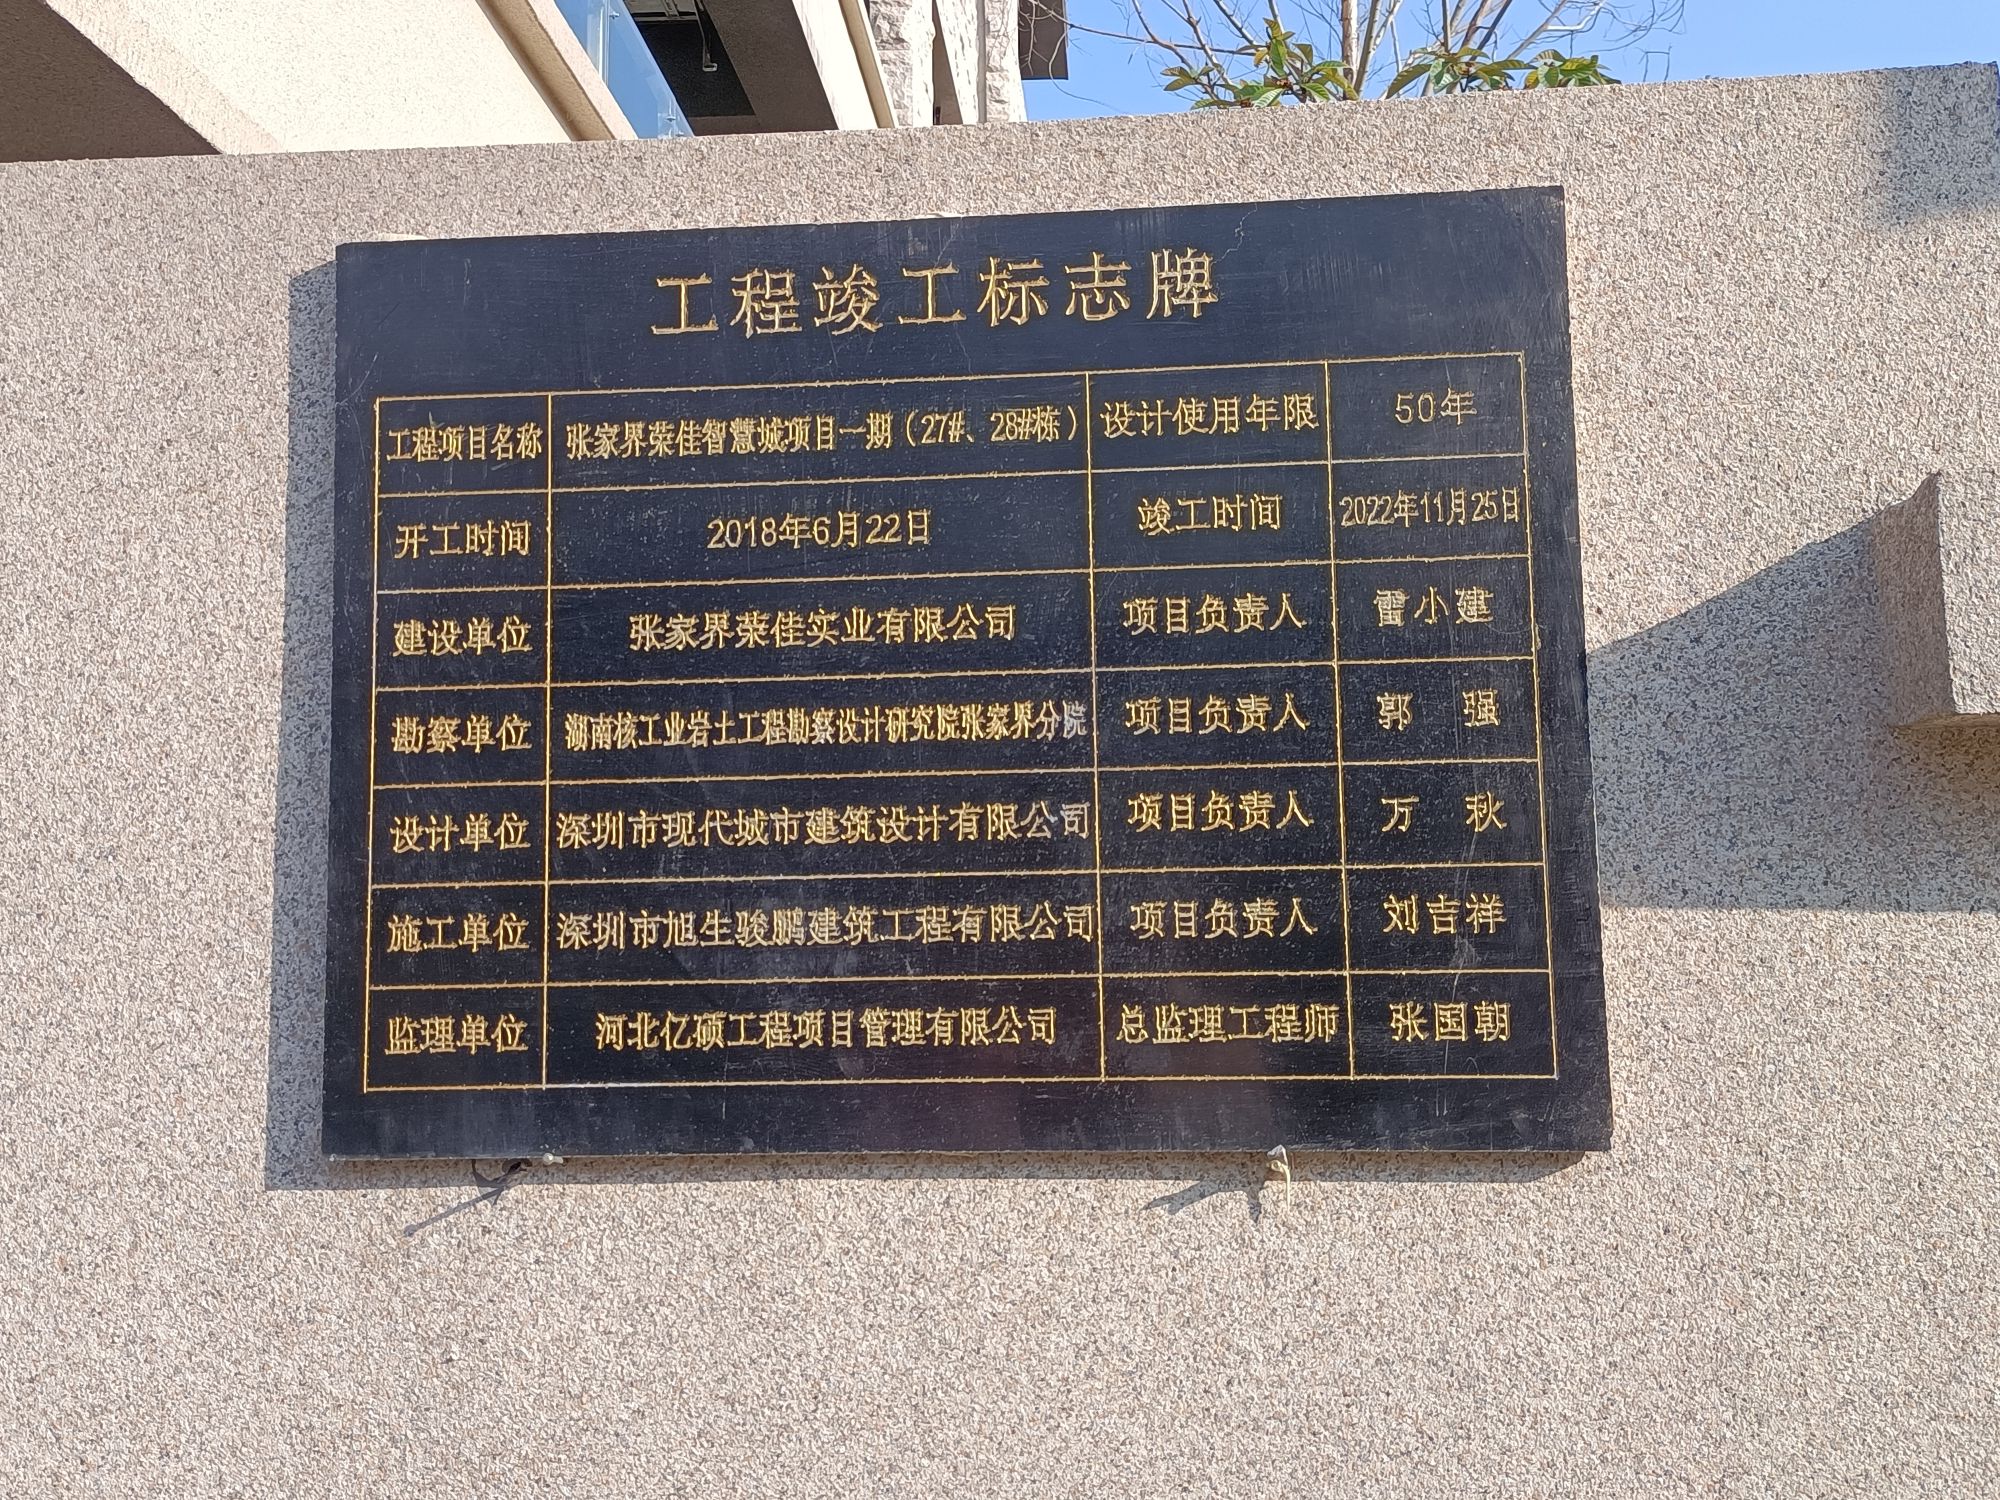 工程竣工标志牌
工程项目名称 张家界荣佳智慧城项目一期（27#、28#栋） 设计使用年限 50年
开工时间 2018年6月22日 竣工时间 2022年11月25日
建设单位 张家界荣佳实业有限公司 项目负责人 雷小建
勘察单位 湖南核工业岩土工程勘察设计研究院张家界分院 项目负责人 郭 强
设计单位 深圳市现代城市建筑设计有限公司 项目负责人 万 秋
施工单位 深圳市旭生骏鹏建筑工程有限公司 项目负责人 刘吉祥
监理单位 河北亿硕工程项目管理有限公司 总监理工程师 张国朝